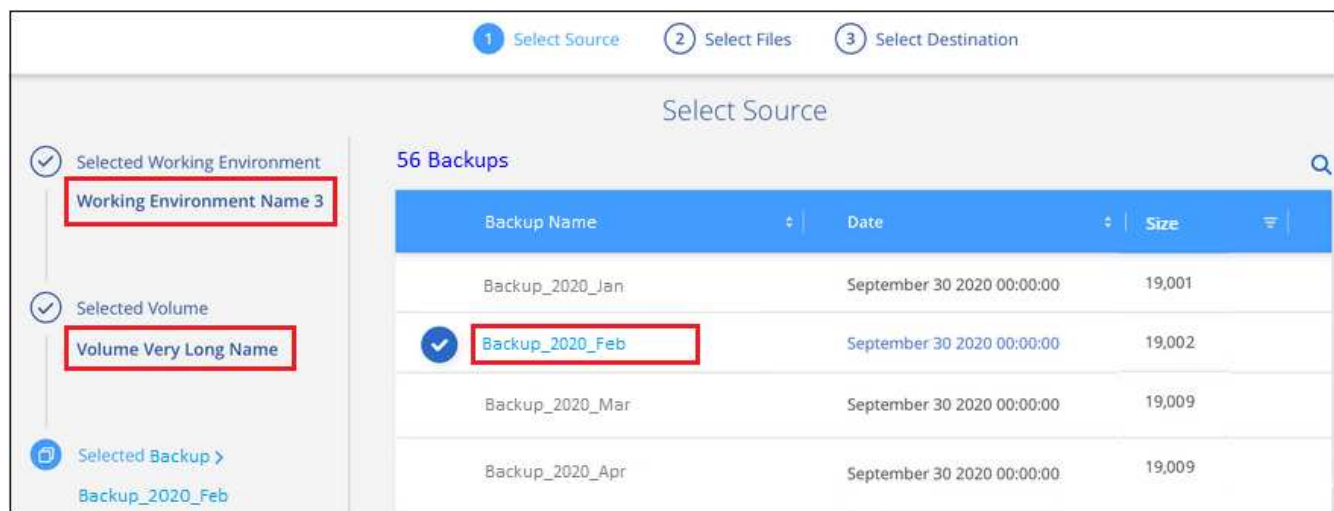 1 Select Source 2 Select Files 3 Select Destination
Select Source
Selected Working Environment
Working Environment Name 3
Selected Volume
Volume Very Long Name
Selected Backup >
Backup_2020_Feb
56 Backups
Backup Name Date Size
Backup_2020_Jan September 30 2020 00:00:00 19,001
Backup_2020_Feb September 30 2020 00:00:00 19,002
Backup_2020_Mar September 30 2020 00:00:00 19,009
Backup_2020_Apr September 30 2020 00:00:00 19,009